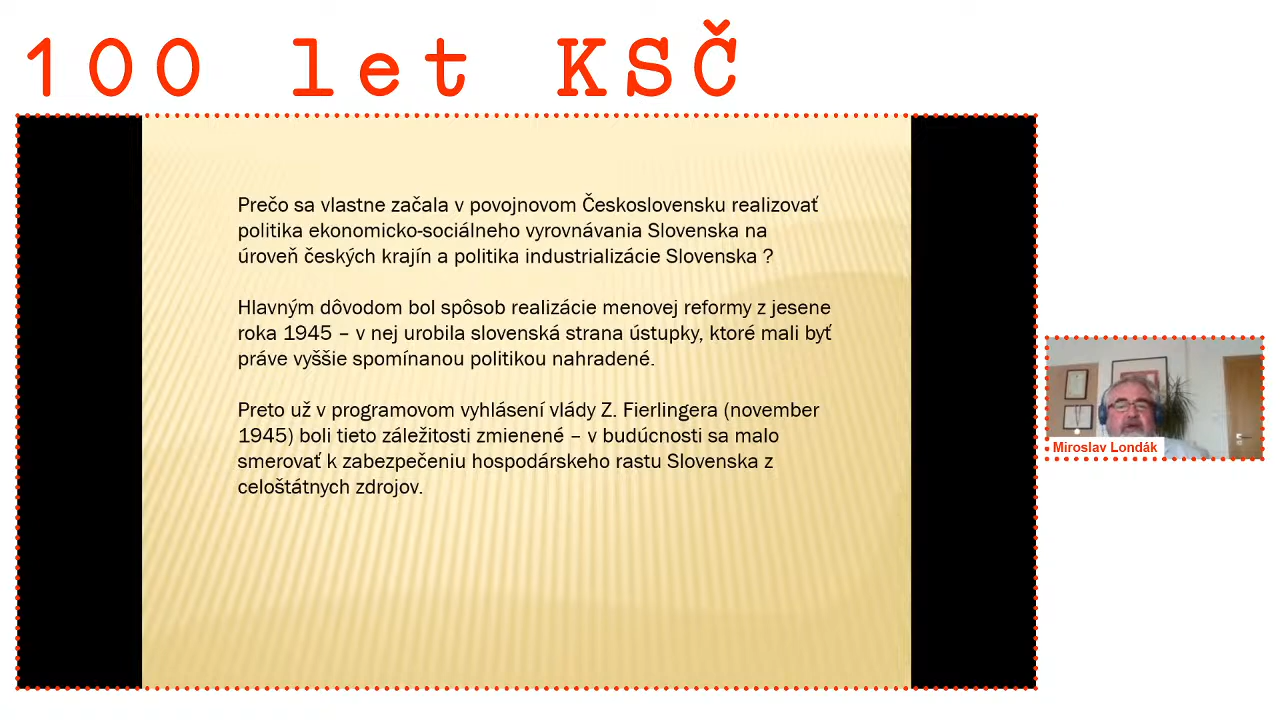 100 let KSČ
Prečo sa vlastne začala v povojnovom Československu realizovať
politika ekonomicko-sociálneho vyrovnávania Slovenska na
úroveň českých krajín a politika industrializácie Slovenska ?
Hlavným dôvodom bol spôsob realizácie menovej reformy z jesene
roka 1945 – v nej urobila slovenská strana ústupky, ktoré mali byť
práve vyššie spomínanou politikou nahradené.
Preto už v programovom vyhlásení vlády Z. Fierlingera (november
1945) boli tieto záležitosti zmienené – v budúcnosti sa malo
smerovať k zabezpečeniu hospodárskeho rastu Slovenska z
celoštátnych zdrojov.
Miroslav Londák